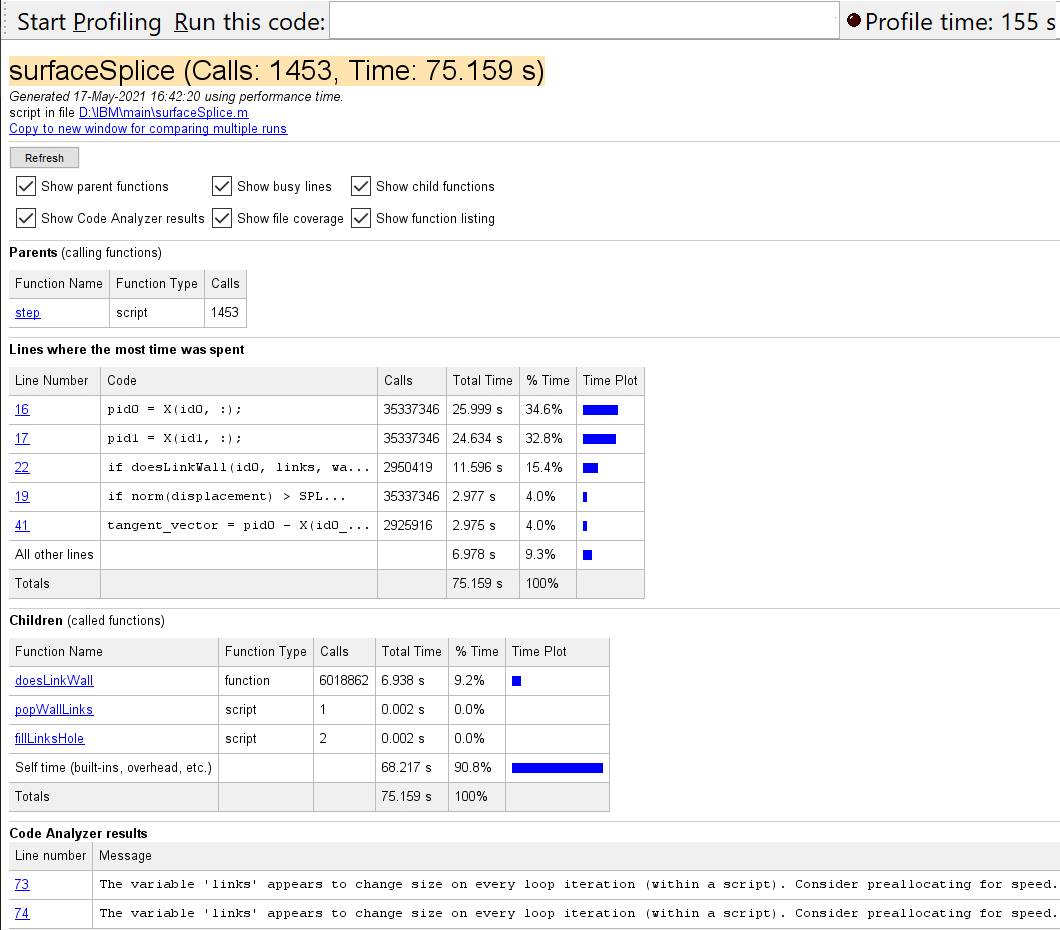 Start Profiling Run this code: Profile time: 155 s
surfaceSplice (Calls: 1453, Time: 75.159 s)
Generated 17-May-2021 16:42:20 using performance time.
script in file D:\IBM\main\surfaceSplice.m
Copy to new window for comparing multiple runs
Refresh
Show parent functions Show busy lines Show child functions
Show Code Analyzer results Show file coverage Show function listing
Parents (calling functions)
Function Name Function Type Calls
step script 1453
Lines where the most time was spent
Line Number Code Calls Total Time % Time Time Plot
16 pid0 = X(id0, :); 35337346 25.999 s 34.6%
17 pid1 = X(id1, :); 35337346 24.634 s 32.8%
22 if doesLinkWall(id0, links, wa... 2950419 11.596 s 15.4%
19 if norm(displacement) > SPL... 35337346 2.977 s 4.0%
41 tangent_vector = pid0 - X(id0_... 2925916 2.975 s 4.0%
All other lines 6.978 s 9.3%
Totals 75.159 s 100%
Children (called functions)
Function Name Function Type Calls Total Time % Time Time Plot
doesLinkWall function 6018862 6.938 s 9.2%
popWallLinks script 1 0.002 s 0.0%
fillLinksHole script 2 0.002 s 0.0%
Self time (built-ins, overhead, etc.) 68.217 s 90.8%
Totals 75.159 s 100%
Code Analyzer results
Line number Message
73 The variable 'links' appears to change size on every loop iteration (within a script). Consider preallocating for speed.
74 The variable 'links' appears to change size on every loop iteration (within a script). Consider preallocating for speed.